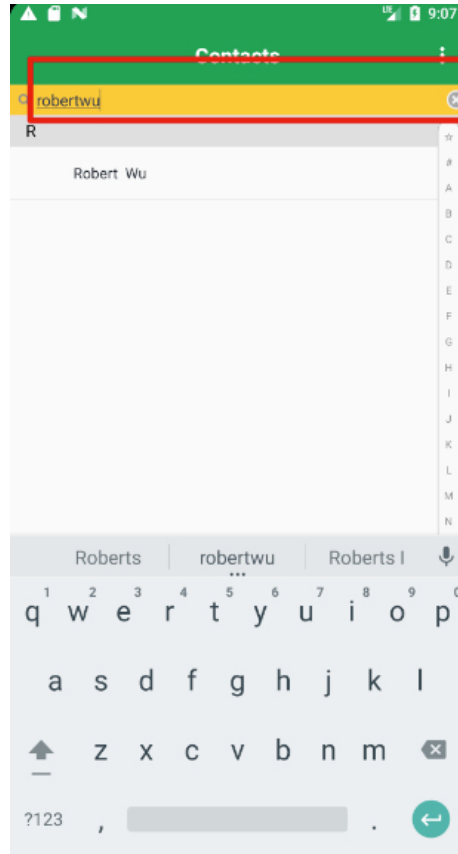 9:07
Contacts
robertwu
R
Robert Wu
#
A
B
C
D
E
F
G
H
I
J
K
L
M
N
Roberts robertwu Roberts I
1 2 3 4 5 6 7 8 9 0
q w e r t y u i o p
a s d f g h j k l
z x c v b n m
?123 , .